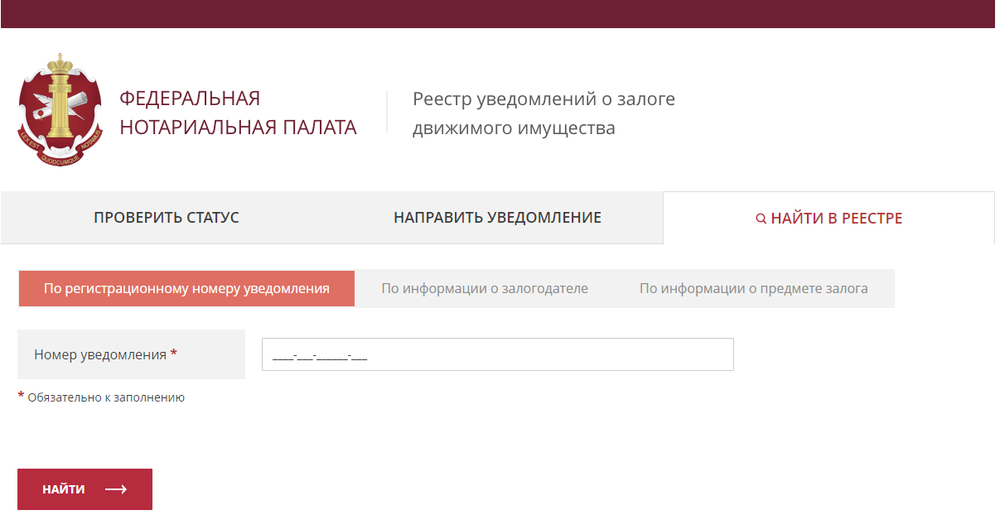 ФЕДЕРАЛЬНАЯ
НОТАРИАЛЬНАЯ ПАЛАТА
Реестр уведомлений о залоге
движимого имущества
LEX EST QUODCUMQUE NOTAMUS
ПРОВЕРИТЬ СТАТУС
НАПРАВИТЬ УВЕДОМЛЕНИЕ
НАЙТИ В РЕЕСТРЕ
По регистрационному номеру уведомления
По информации о залогодателе
По информации о предмете залога
Номер уведомления *
____-___-______-___
* Обязательно к заполнению
НАЙТИ